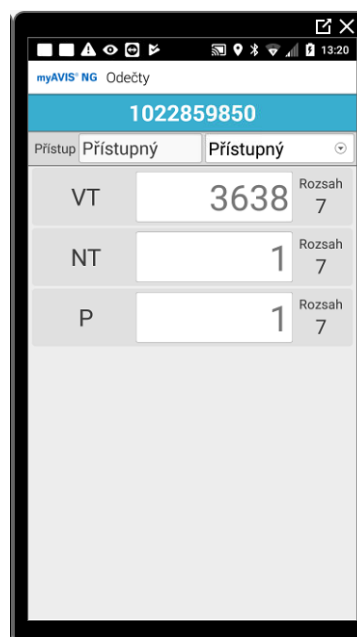 13:20
myAVIS® NG Odečty
1022859850
Přístup Přístupný Přístupný
VT 3638 Rozsah 7
NT 1 Rozsah 7
P 1 Rozsah 7